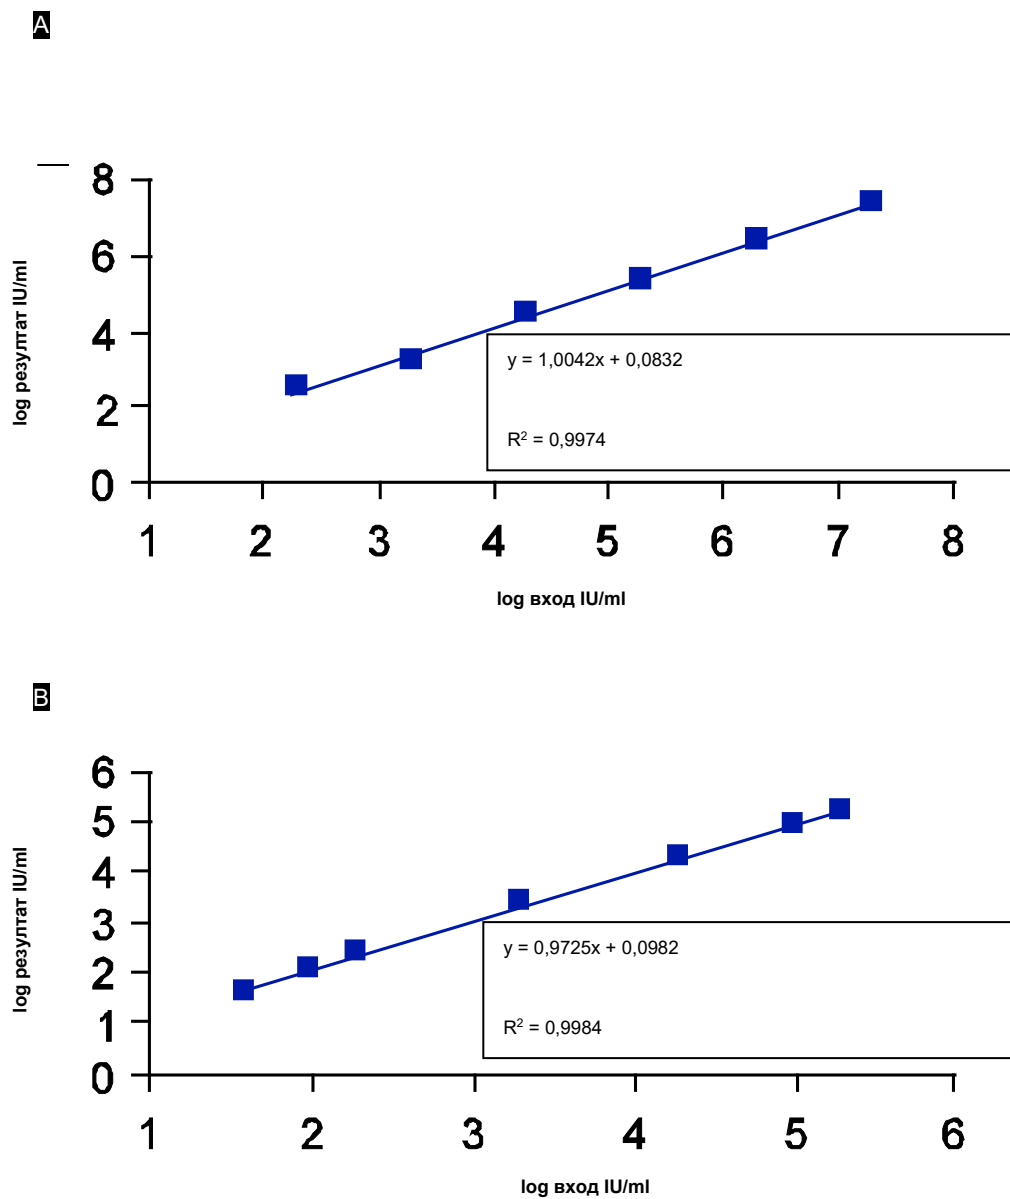 A
8
6
4
2
0
log резултат IU/ml
y = 1,0042x + 0,0832
R² = 0,9974
1 2 3 4 5 6 7 8
log вход IU/ml
B
6
5
4
3
2
1
0
log резултат IU/ml
y = 0,9725x + 0,0982
R² = 0,9984
1 2 3 4 5 6
log вход IU/ml